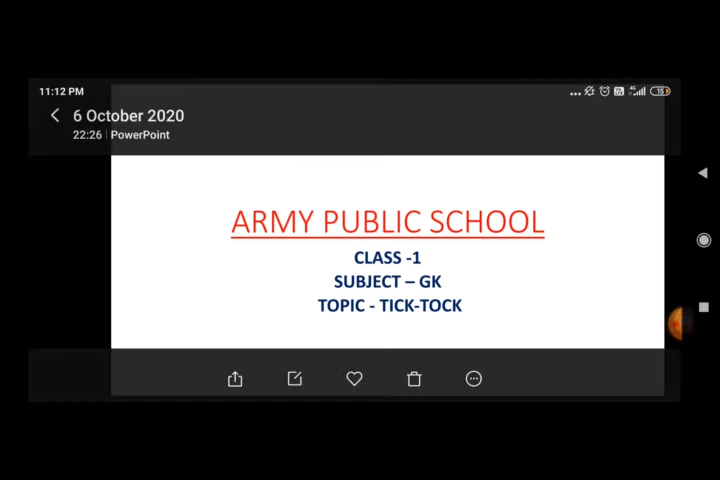 11:12 PM
15
6 October 2020
22:26 | PowerPoint
ARMY PUBLIC SCHOOL
CLASS -1
SUBJECT – GK
TOPIC - TICK-TOCK